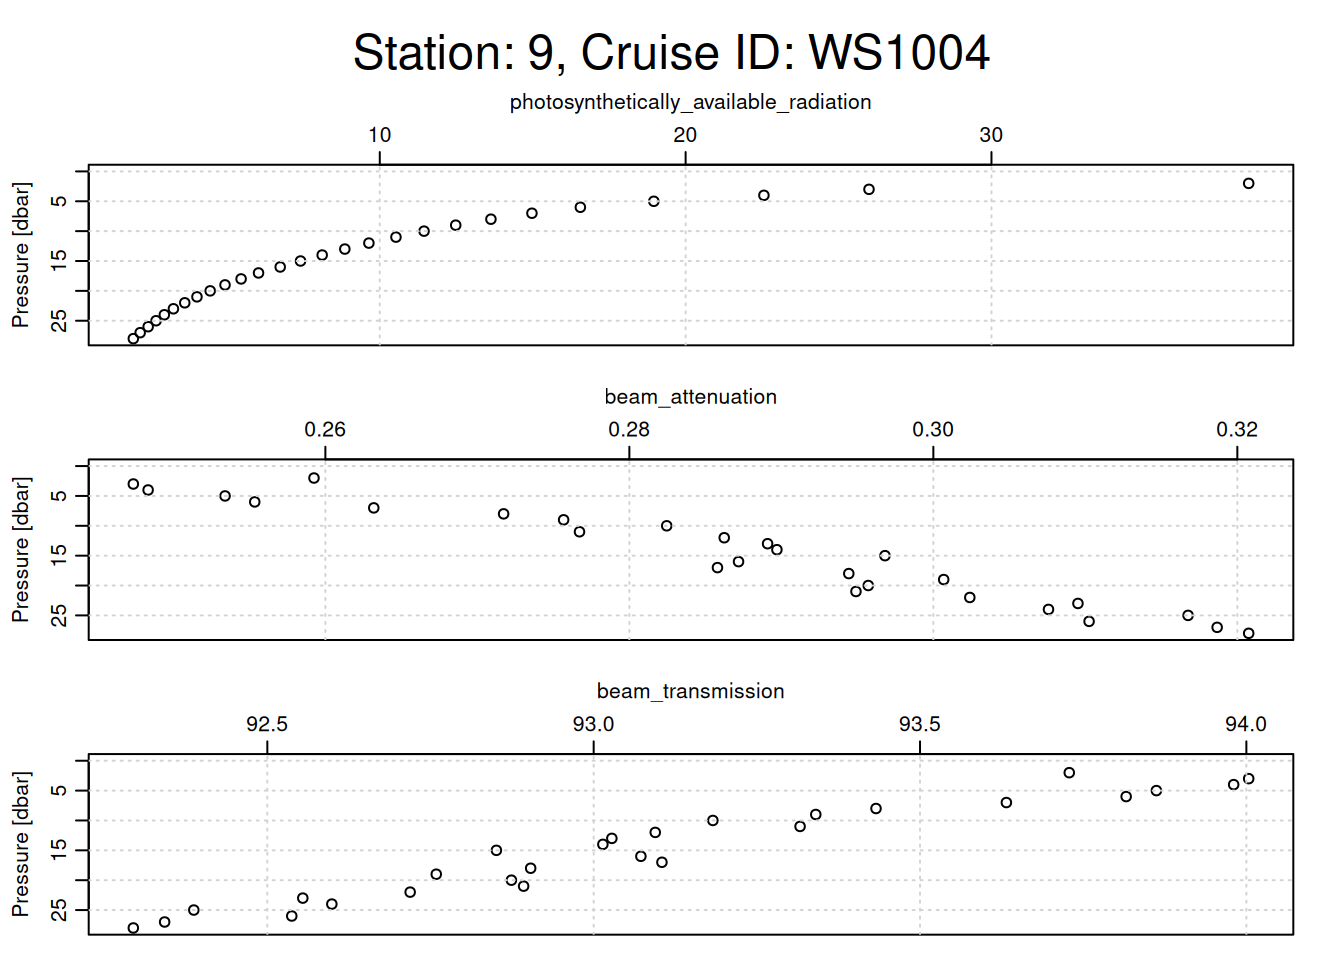 Station: 9, Cruise ID: WS1004
photosynthetically_available_radiation
10 20 30
Pressure [dbar]
5
15
25
beam_attenuation
0.26 0.28 0.30 0.32
Pressure [dbar]
5
15
25
beam_transmission
92.5 93.0 93.5 94.0
Pressure [dbar]
5
15
25